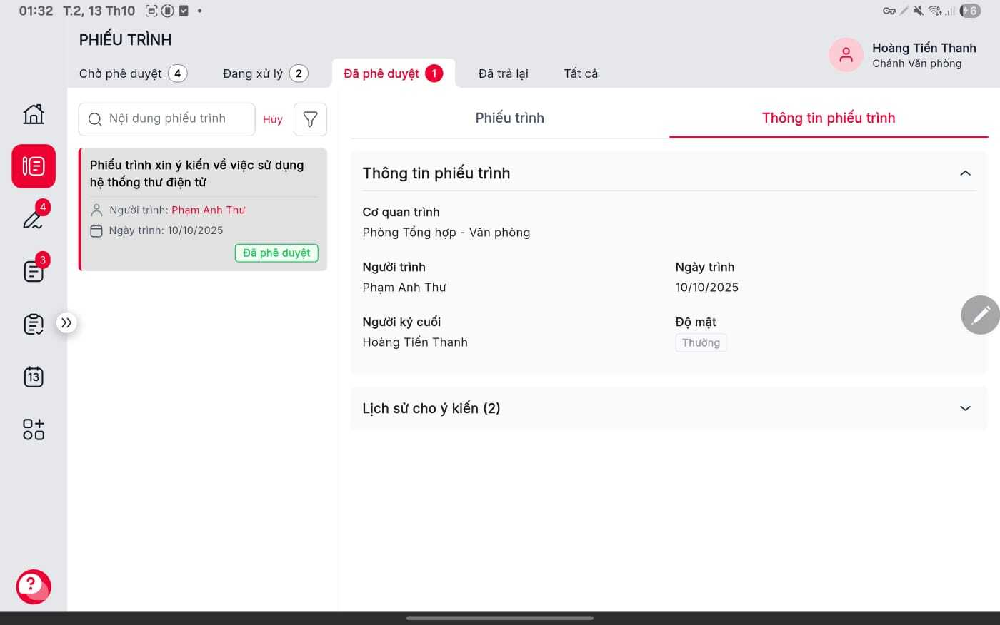 01:32 T.2, 13 Th10
6
PHIẾU TRÌNH
Hoàng Tiến Thanh
Chánh Văn phòng
Chờ phê duyệt 4
Đang xử lý 2
Đã phê duyệt 1
Đã trả lại
Tất cả
Nội dung phiếu trình
Hủy
Phiếu trình xin ý kiến về việc sử dụng
hệ thống thư điện tử
Người trình: Phạm Anh Thư
Ngày trình: 10/10/2025
Đã phê duyệt
4
3
13
?
Phiếu trình
Thông tin phiếu trình
Thông tin phiếu trình
Cơ quan trình
Phòng Tổng hợp - Văn phòng
Người trình
Phạm Anh Thư
Ngày trình
10/10/2025
Người ký cuối
Hoàng Tiến Thanh
Độ mật
Thường
Lịch sử cho ý kiến (2)